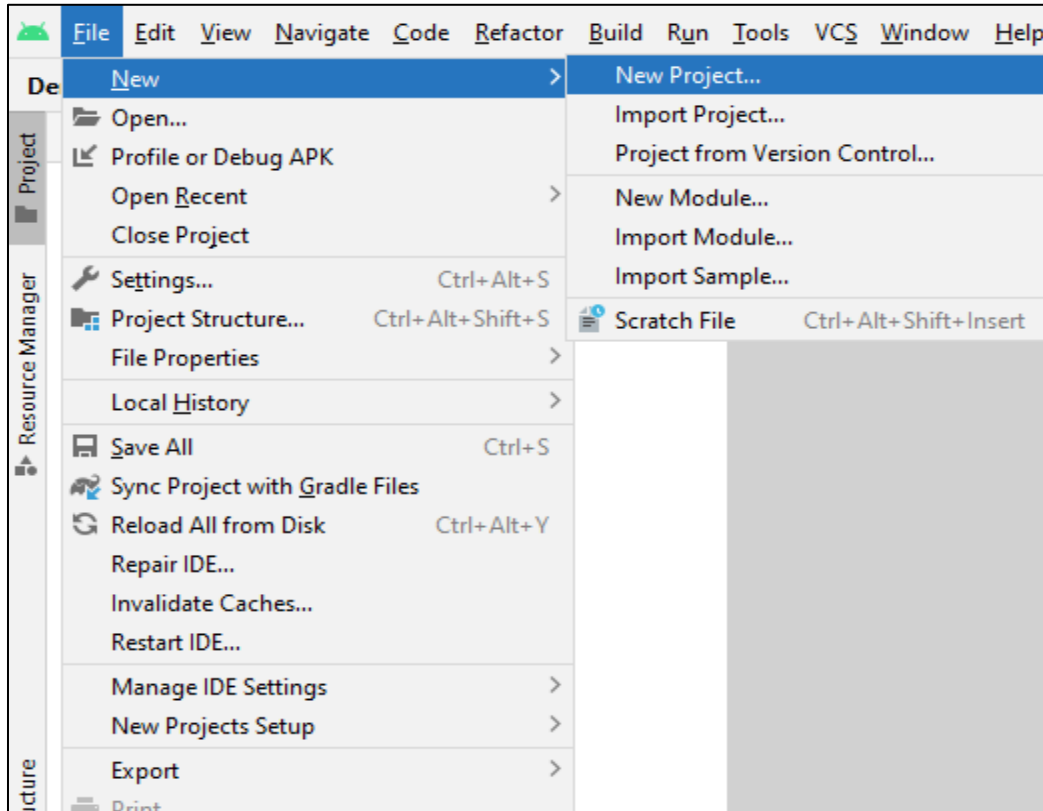 File Edit View Navigate Code Refactor Build Run Tools VCS Window Help
De
Project
Resource Manager
New
Open...
Profile or Debug APK
Open Recent
Close Project
Settings... Ctrl+Alt+S
Project Structure... Ctrl+Alt+Shift+S
File Properties
Local History
Save All Ctrl+S
Sync Project with Gradle Files
Reload All from Disk Ctrl+Alt+Y
Repair IDE...
Invalidate Caches...
Restart IDE...
Manage IDE Settings
New Projects Setup
Export
Print
New Project...
Import Project...
Project from Version Control...
New Module...
Import Module...
Import Sample...
Scratch File Ctrl+Alt+Shift+Insert
cture